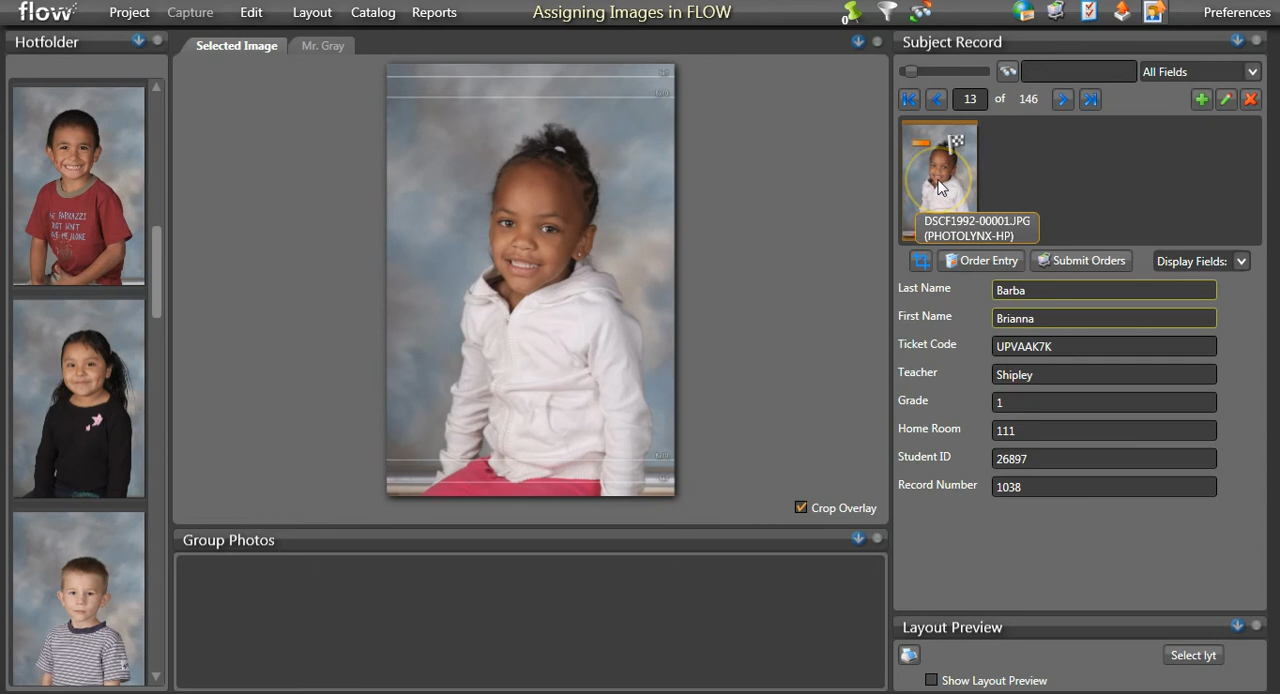 flow
Project
Capture
Edit
Layout
Catalog
Reports
Assigning Images in FLOW
0
Preferences
Hotfolder
Selected Image
Mr. Gray
Crop Overlay
Group Photos
Subject Record
All Fields
13 of 146
DSCF1992-00001.JPG
(PHOTOLYNX-HP)
Order Entry
Submit Orders
Display Fields:
Last Name Barba
First Name Brianna
Ticket Code UPVAAK7K
Teacher Shipley
Grade 1
Home Room 111
Student ID 26897
Record Number 1038
Layout Preview
Select lyt
Show Layout Preview